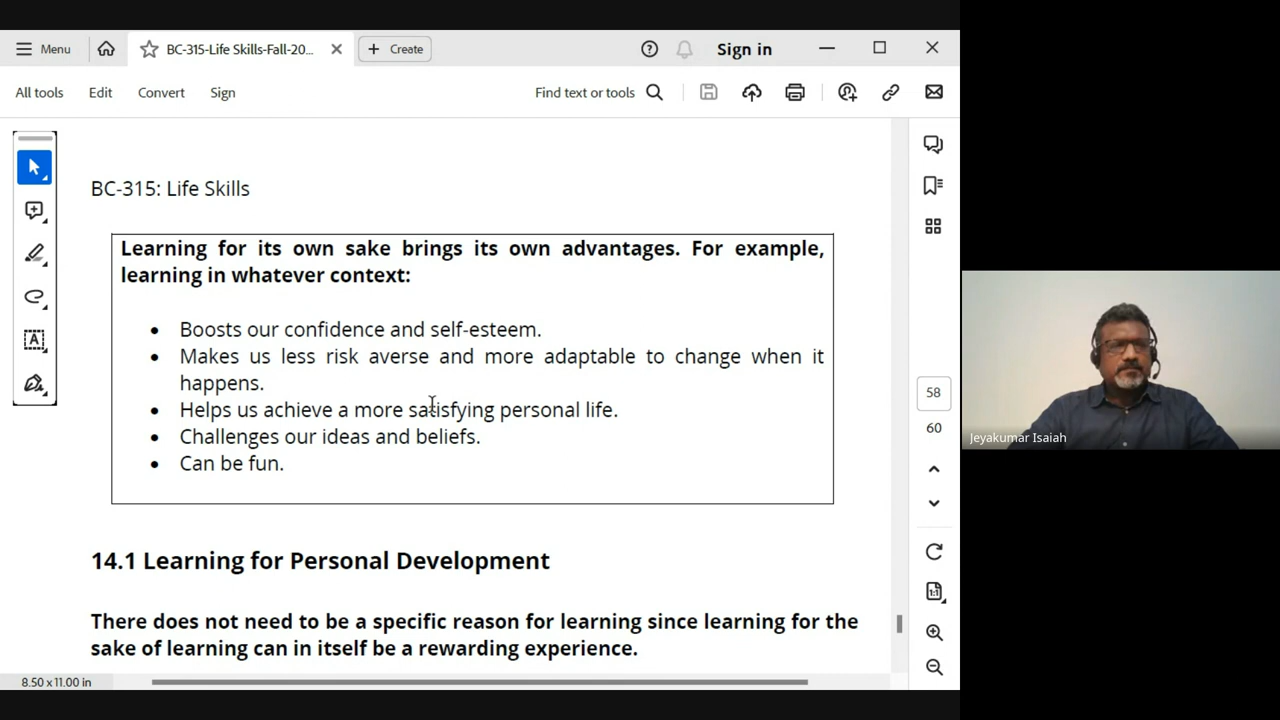 Menu
BC-315-Life Skills-Fall-20...
Create
Sign in
All tools
Edit
Convert
Sign
Find text or tools
BC-315: Life Skills
Learning for its own sake brings its own advantages. For example,
learning in whatever context:
• Boosts our confidence and self-esteem.
• Makes us less risk averse and more adaptable to change when it
happens.
• Helps us achieve a more satisfying personal life.
• Challenges our ideas and beliefs.
• Can be fun.
14.1 Learning for Personal Development
There does not need to be a specific reason for learning since learning for the
sake of learning can in itself be a rewarding experience.
8.50 x 11.00 in
58
60
1:1
Jeyakumar Isaiah